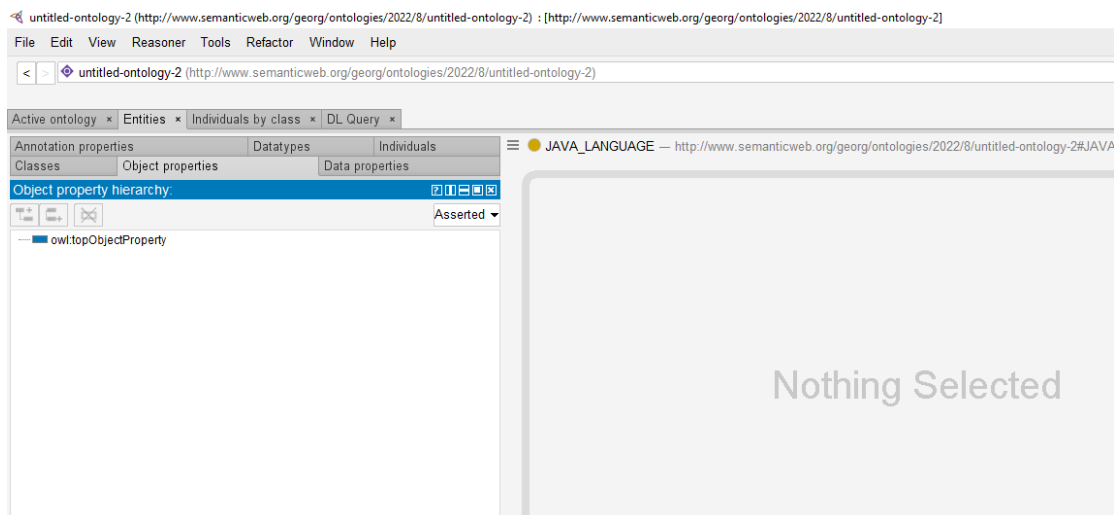 untitled-ontology-2 (http://www.semanticweb.org/georg/ontologies/2022/8/untitled-ontology-2) : [http://www.semanticweb.org/georg/ontologies/2022/8/untitled-ontology-2]
File Edit View Reasoner Tools Refactor Window Help
< > untitled-ontology-2 (http://www.semanticweb.org/georg/ontologies/2022/8/untitled-ontology-2)
Active ontology × Entities × Individuals by class × DL Query ×
Annotation properties Datatypes Individuals
Classes Object properties Data properties
Object property hierarchy:
Asserted
owl:topObjectProperty
JAVA_LANGUAGE — http://www.semanticweb.org/georg/ontologies/2022/8/untitled-ontology-2#JAVA
Nothing Selected